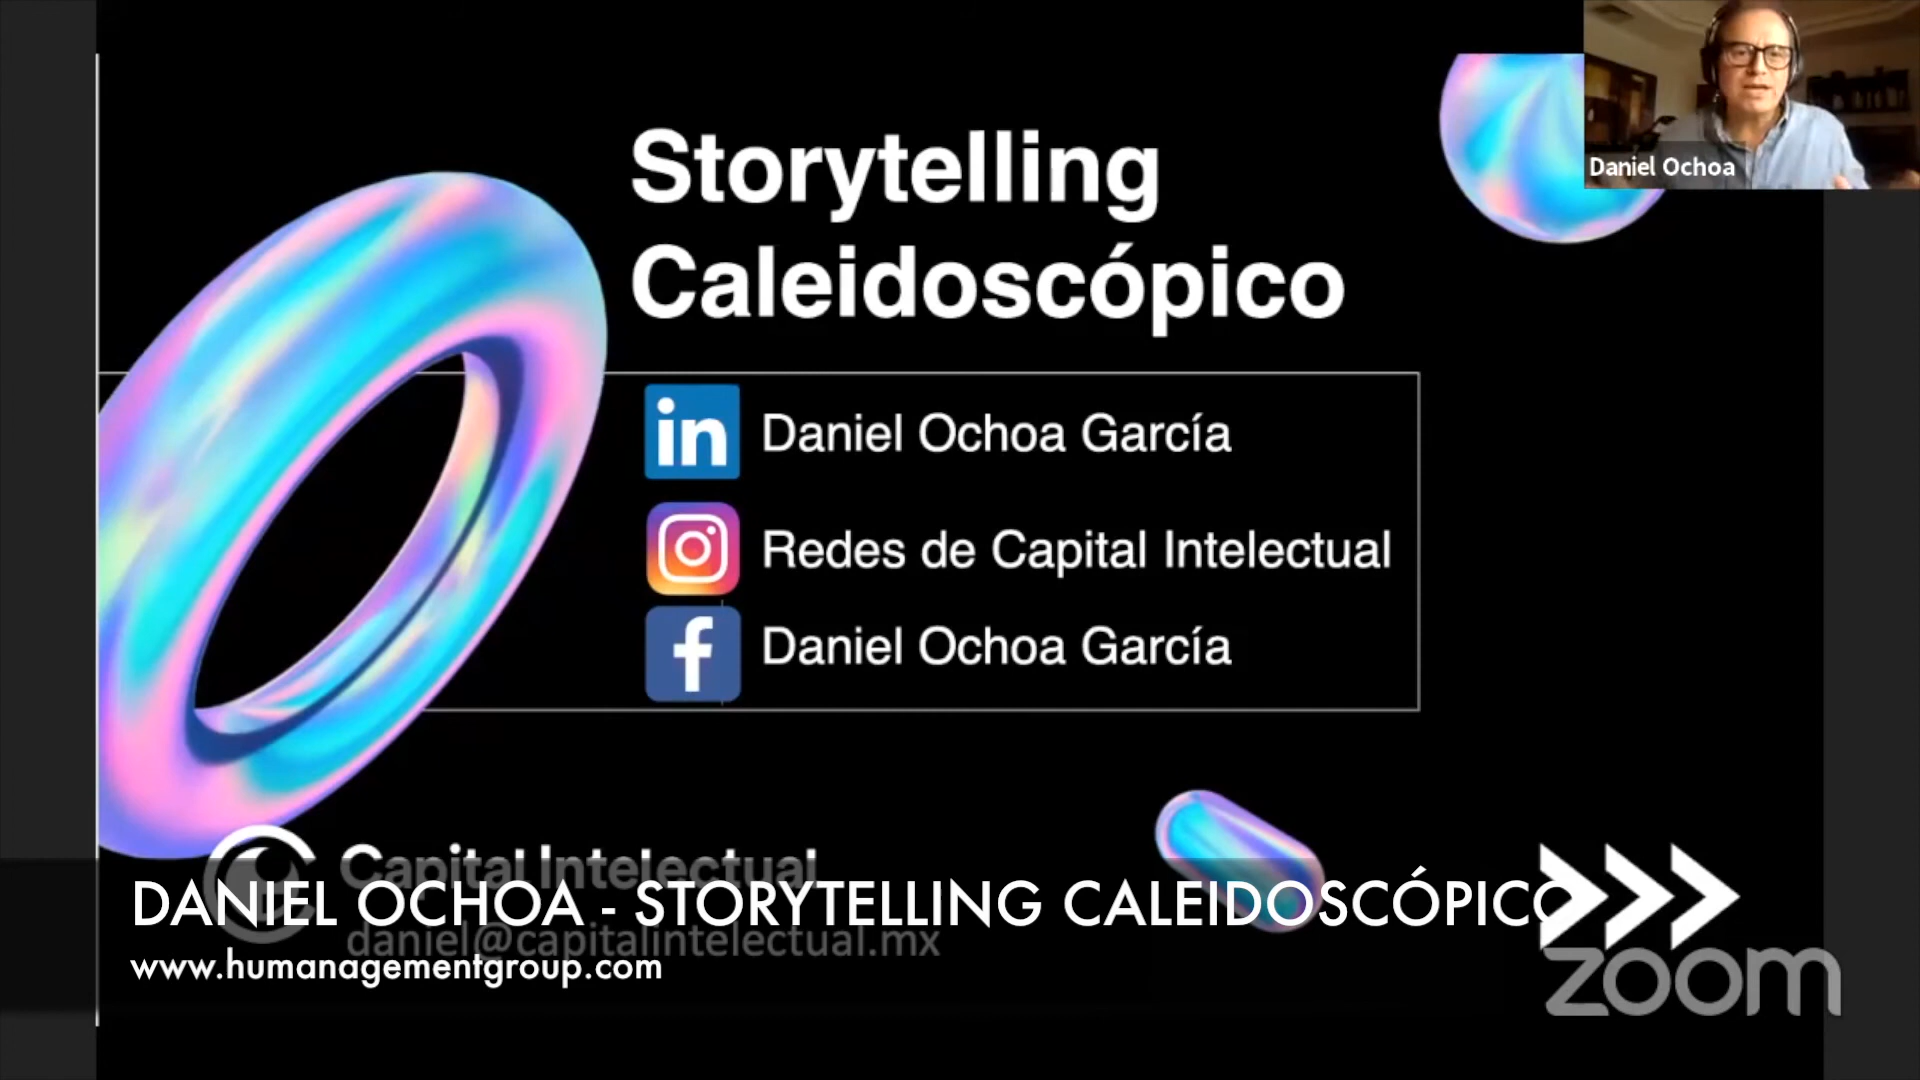 Daniel Ochoa
Storytelling
Caleidoscópico
in Daniel Ochoa García
Redes de Capital Intelectual
f Daniel Ochoa García
Capital Intelectual
DANIEL OCHOA - STORYTELLING CALEIDOSCÓPICO
daniel@capitalintelectual.mx
www.humanagementgroup.com
zoom